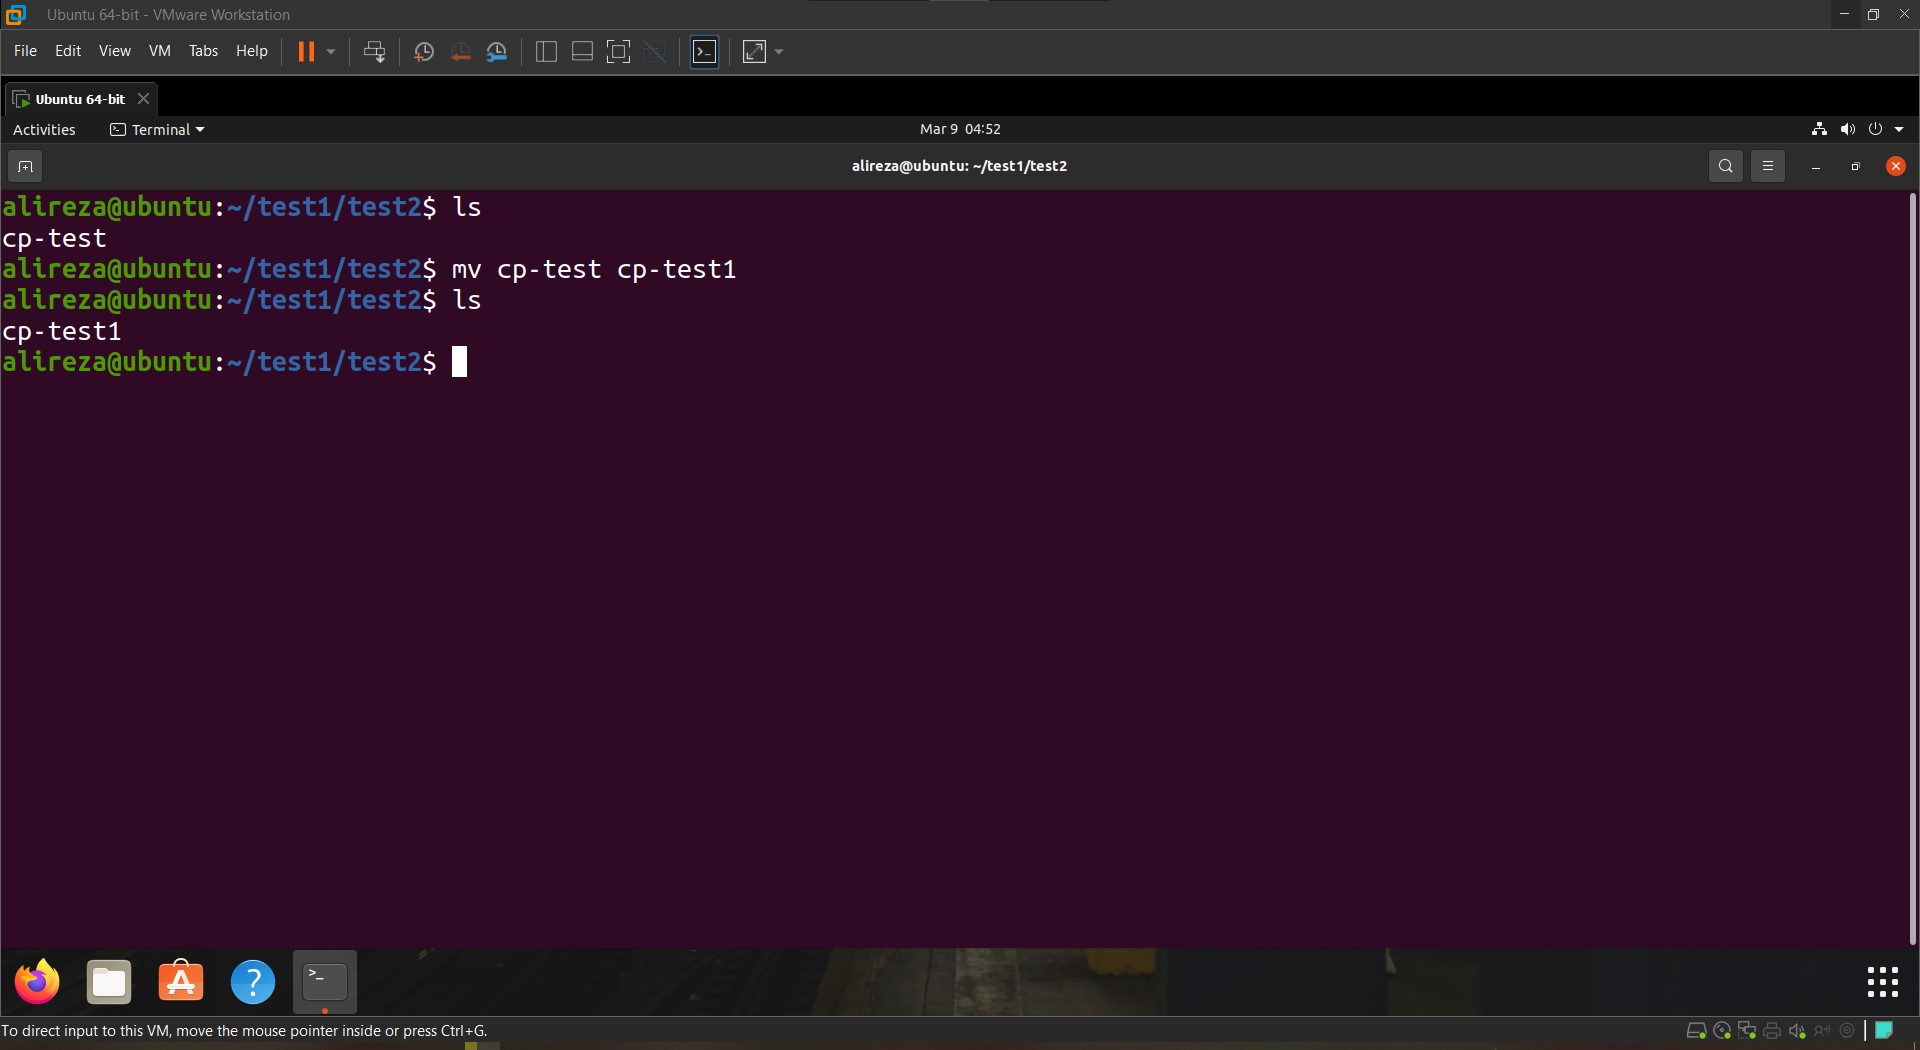 Ubuntu 64-bit - VMware Workstation
File Edit View VM Tabs Help
Ubuntu 64-bit
Activities Terminal Mar 9 04:52
alireza@ubuntu: ~/test1/test2
alireza@ubuntu:~/test1/test2$ ls
cp-test
alireza@ubuntu:~/test1/test2$ mv cp-test cp-test1
alireza@ubuntu:~/test1/test2$ ls
cp-test1
alireza@ubuntu:~/test1/test2$
To direct input to this VM, move the mouse pointer inside or press Ctrl+G.